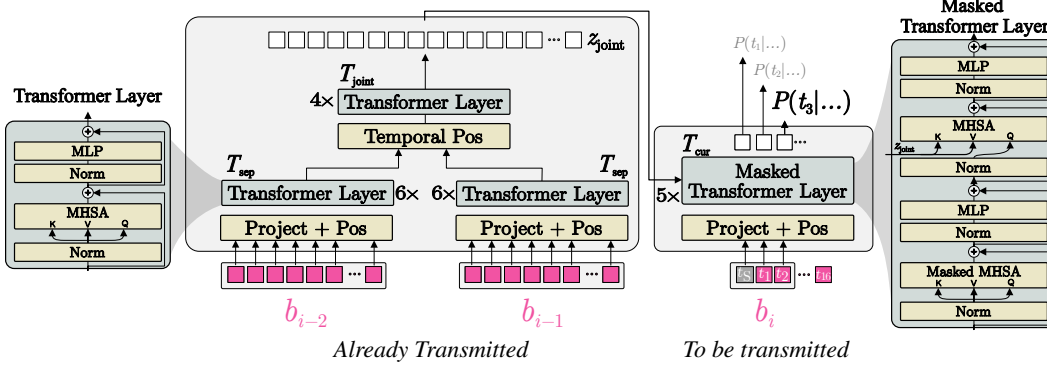 Transformer Layer
MLP
Norm
MHSA
K V Q
Norm
z_joint
T_joint
4× Transformer Layer
Temporal Pos
T_sep
T_sep
Transformer Layer 6×
6× Transformer Layer
Project + Pos
Project + Pos
...
...
b_{i−2}
b_{i−1}
Already Transmitted
P(t_1|...)
P(t_2|...)
P(t_3|...)
...
T_cur
5× Masked
Transformer Layer
Project + Pos
t_S t_1 t_2 ... t_16
b_i
To be transmitted
Masked
Transformer Layer
MLP
Norm
MHSA
K V Q
z_joint
Norm
MLP
Norm
Masked MHSA
K V Q
Norm